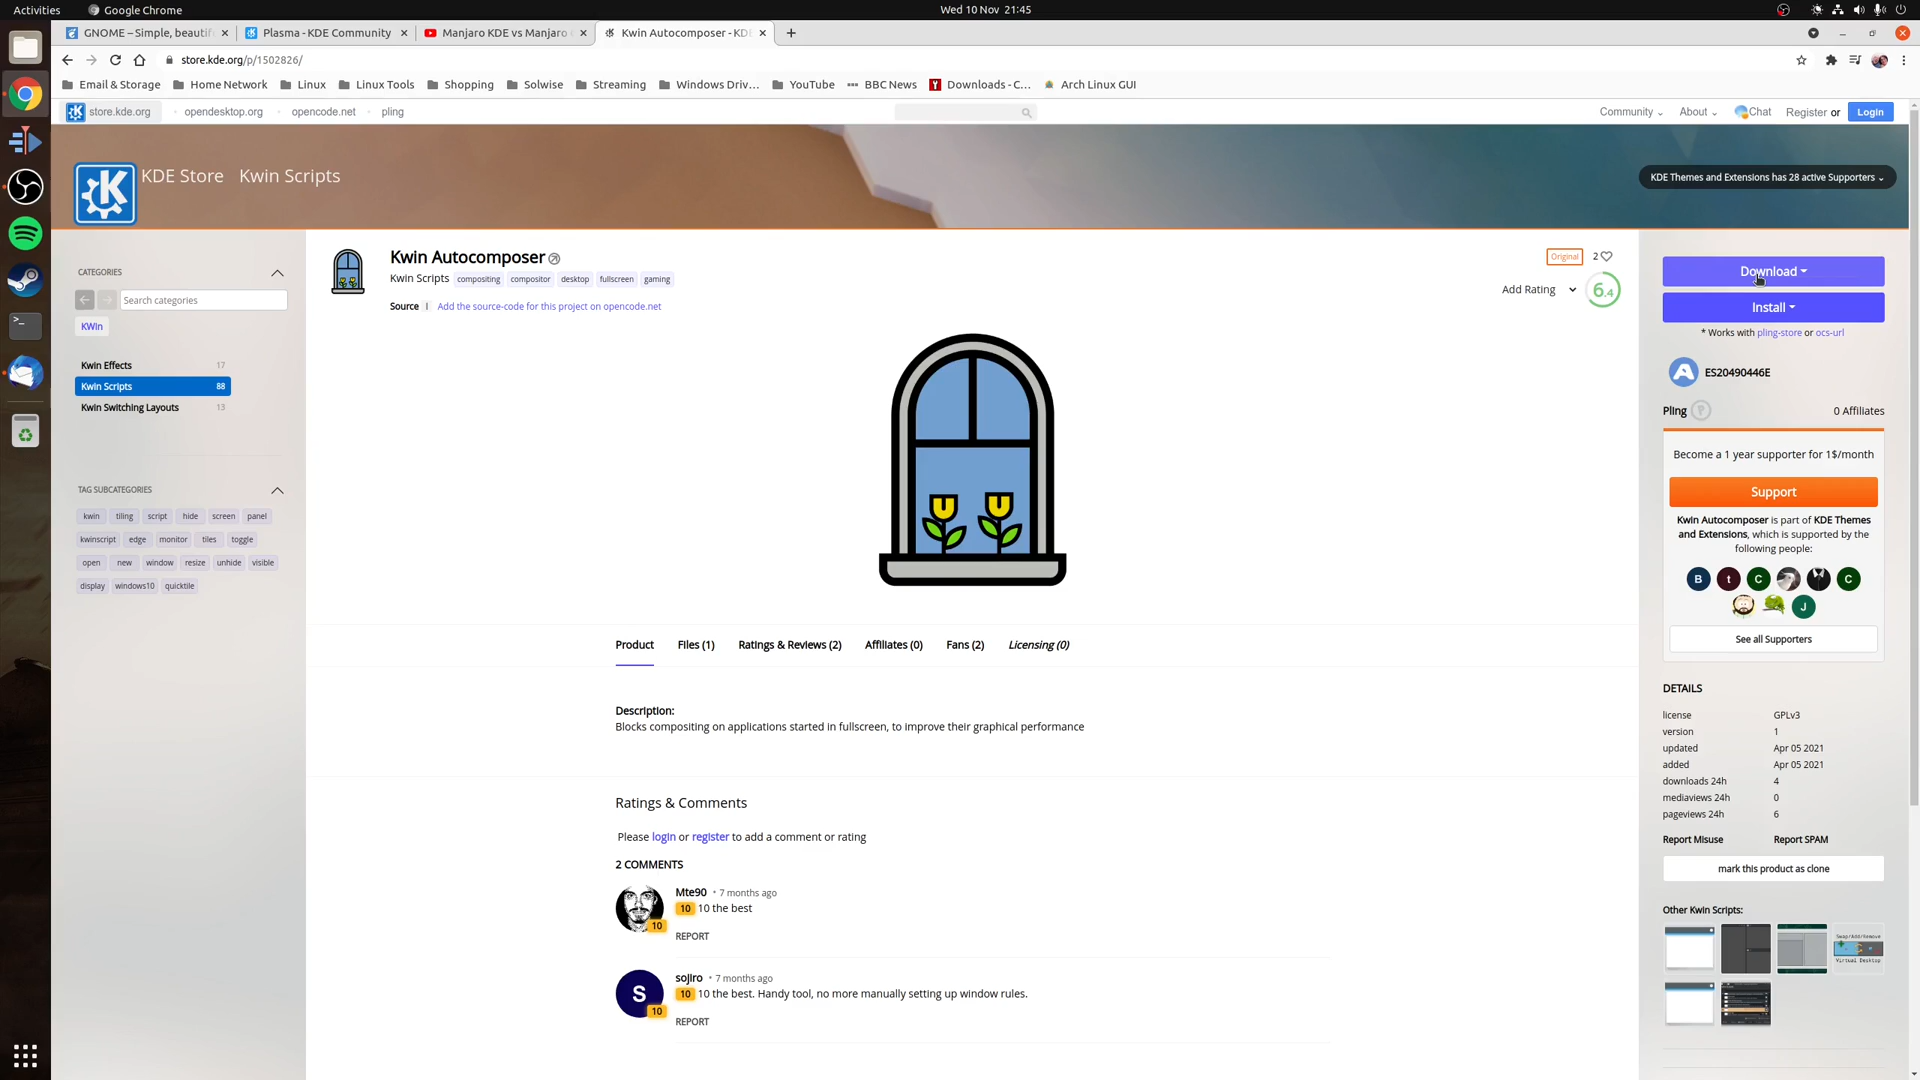 Activities
Google Chrome
Wed 10 Nov 21:45
GNOME – Simple, beautif
Plasma - KDE Community
Manjaro KDE vs Manjaro
Kwin Autocomposer - KDE
store.kde.org/p/1502826/
Email & Storage
Home Network
Linux
Linux Tools
Shopping
Solwise
Streaming
Windows Driv…
YouTube
BBC News
Downloads - C…
Arch Linux GUI
store.kde.org
opendesktop.org
opencode.net
pling
Community
About
Chat
Register or
Login
KDE Store Kwin Scripts
KDE Themes and Extensions has 28 active Supporters
CATEGORIES
Search categories
KWin
Kwin Effects 17
Kwin Scripts 88
Kwin Switching Layouts 13
TAG SUBCATEGORIES
kwin tiling script hide screen panel
kwinscript edge monitor tiles toggle
open new window resize unhide visible
display windows10 quicktile
Kwin Autocomposer
Kwin Scripts compositing compositor desktop fullscreen gaming
Source | Add the source-code for this project on opencode.net
Original 2
Add Rating 6.4
Product Files (1) Ratings & Reviews (2) Affiliates (0) Fans (2) Licensing (0)
Description:
Blocks compositing on applications started in fullscreen, to improve their graphical performance
Ratings & Comments
Please login or register to add a comment or rating
2 COMMENTS
Mte90 • 7 months ago
10 10 the best
10
REPORT
S
sojiro • 7 months ago
10 10 the best. Handy tool, no more manually setting up window rules.
10
REPORT
Download
Install
* Works with pling-store or ocs-url
ES20490446E
Pling 0 Affiliates
Become a 1 year supporter for 1$/month
Support
Kwin Autocomposer is part of KDE Themes
and Extensions, which is supported by the
following people:
B t C C
J
See all Supporters
DETAILS
license GPLv3
version 1
updated Apr 05 2021
added Apr 05 2021
downloads 24h 4
mediaviews 24h 0
pageviews 24h 6
Report Misuse Report SPAM
mark this product as clone
Other Kwin Scripts:
Swap/Add/Remove
Virtual Desktop